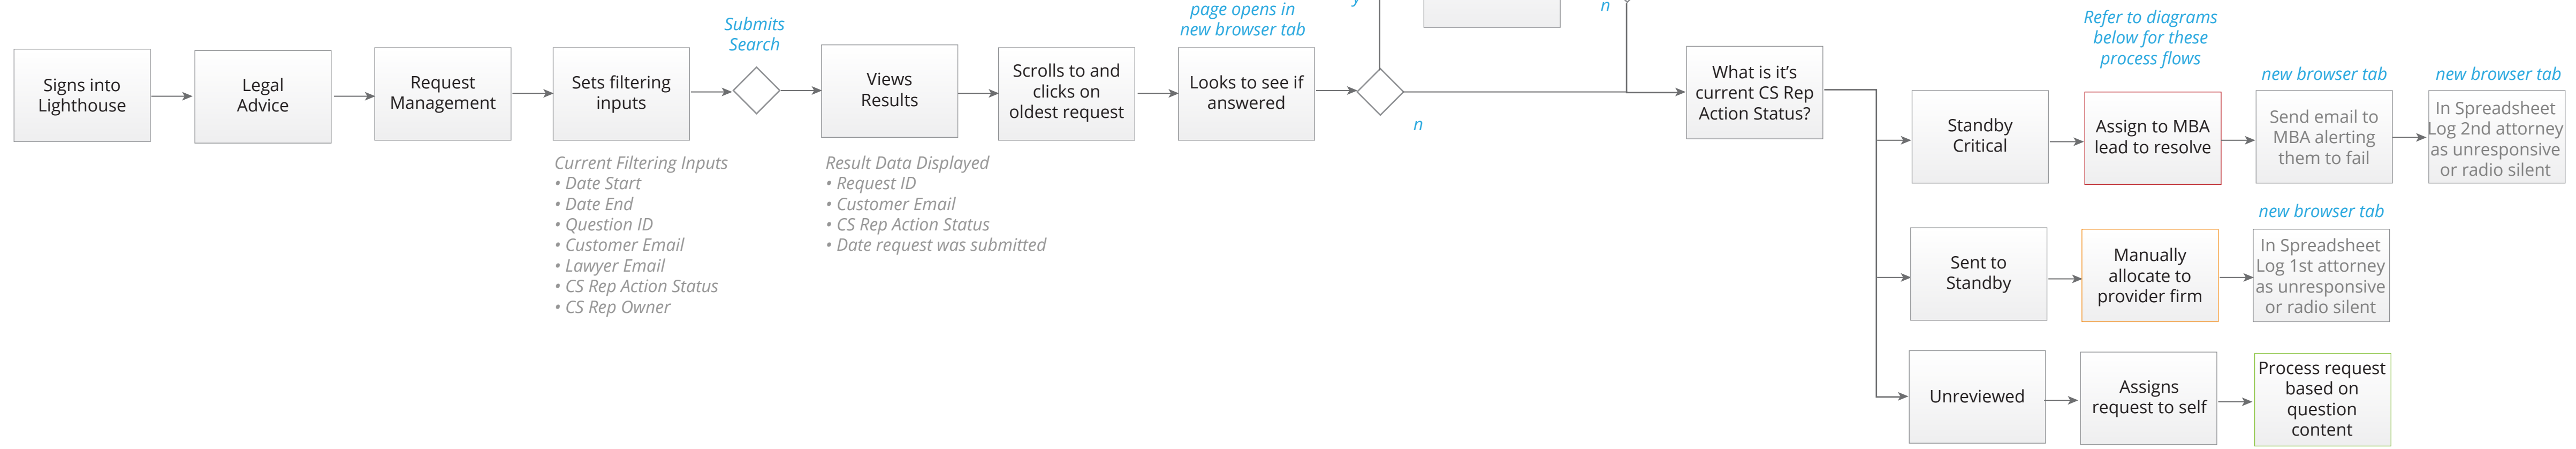 Signs into
Lighthouse
Legal
Advice
Request
Management
Sets filtering
inputs
Current Filtering Inputs
• Date Start
• Date End
• Question ID
• Customer Email
• Lawyer Email
• CS Rep Action Status
• CS Rep Owner
Submits
Search
Views
Results
Result Data Displayed
• Request ID
• Customer Email
• CS Rep Action Status
• Date request was submitted
Scrolls to and
clicks on
oldest request
page opens in
new browser tab
Looks to see if
answered
y
n
n
What is it's
current CS Rep
Action Status?
Standby
Critical
Refer to diagrams
below for these
process flows
Assign to MBA
lead to resolve
new browser tab
Send email to
MBA alerting
them to fail
new browser tab
In Spreadsheet
Log 2nd attorney
as unresponsive
or radio silent
Sent to
Standby
Manually
allocate to
provider firm
new browser tab
In Spreadsheet
Log 1st attorney
as unresponsive
or radio silent
Unreviewed
Assigns
request to self
Process request
based on
question
content